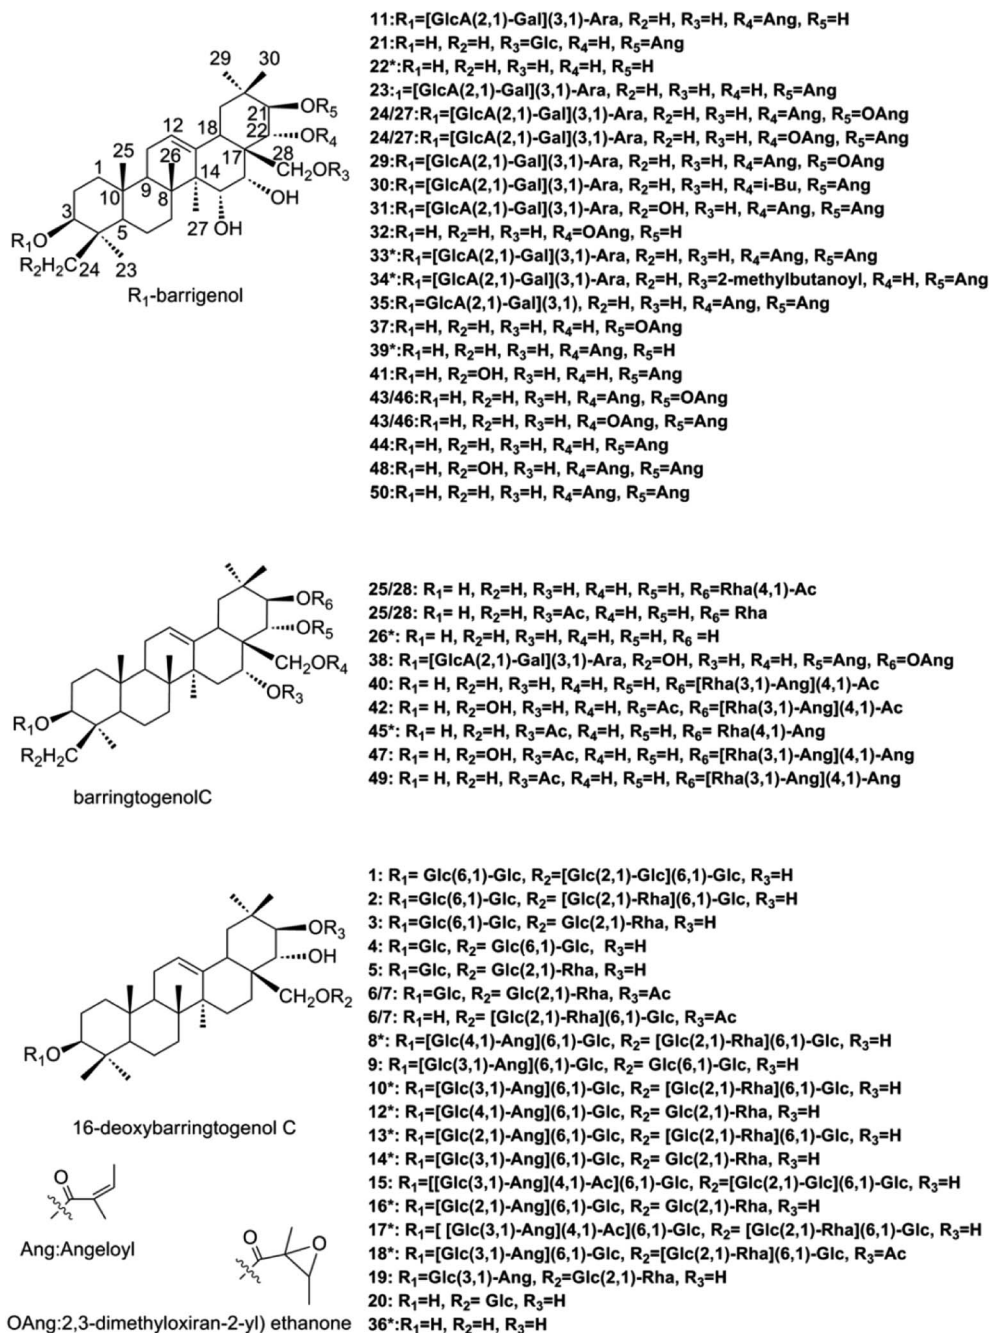 11:R₁=[GlcA(2,1)-Gal](3,1)-Ara, R₂=H, R₃=H, R₄=Ang, R₅=H
21:R₁=H, R₂=H, R₃=Glc, R₄=H, R₅=Ang
22*:R₁=H, R₂=H, R₃=H, R₄=H, R₅=H
23:₁=[GlcA(2,1)-Gal](3,1)-Ara, R₂=H, R₃=H, R₄=H, R₅=Ang
24/27:R₁=[GlcA(2,1)-Gal](3,1)-Ara, R₂=H, R₃=H, R₄=Ang, R₅=OAng
24/27:R₁=[GlcA(2,1)-Gal](3,1)-Ara, R₂=H, R₃=H, R₄=OAng, R₅=Ang
29:R₁=[GlcA(2,1)-Gal](3,1)-Ara, R₂=H, R₃=H, R₄=Ang, R₅=OAng
30:R₁=[GlcA(2,1)-Gal](3,1)-Ara, R₂=H, R₃=H, R₄=i-Bu, R₅=Ang
31:R₁=[GlcA(2,1)-Gal](3,1)-Ara, R₂=OH, R₃=H, R₄=Ang, R₅=Ang
32:R₁=H, R₂=H, R₃=H, R₄=OAng, R₅=H
33*:R₁=[GlcA(2,1)-Gal](3,1)-Ara, R₂=H, R₃=H, R₄=Ang, R₅=Ang
34*:R₁=[GlcA(2,1)-Gal](3,1)-Ara, R₂=H, R₃=2-methylbutanoyl, R₄=H, R₅=Ang
35:R₁=GlcA(2,1)-Gal](3,1), R₂=H, R₃=H, R₄=Ang, R₅=Ang
37:R₁=H, R₂=H, R₃=H, R₄=H, R₅=OAng
39*:R₁=H, R₂=H, R₃=H, R₄=Ang, R₅=H
41:R₁=H, R₂=OH, R₃=H, R₄=H, R₅=Ang
43/46:R₁=H, R₂=H, R₃=H, R₄=Ang, R₅=OAng
43/46:R₁=H, R₂=H, R₃=H, R₄=OAng, R₅=Ang
44:R₁=H, R₂=H, R₃=H, R₄=H, R₅=Ang
48:R₁=H, R₂=OH, R₃=H, R₄=Ang, R₅=Ang
50:R₁=H, R₂=H, R₃=H, R₄=Ang, R₅=Ang
29 30
OR₅
21
12
18
22
OR₄
25
26
17
28
CH₂OR₃
1
14
9
10
8
OH
3
5
27 OH
R₁O
R₂H₂C 24 23
R₁-barrigenol
25/28: R₁= H, R₂=H, R₃=H, R₄=H, R₅=H, R₆=Rha(4,1)-Ac
25/28: R₁= H, R₂=H, R₃=Ac, R₄=H, R₅=H, R₆= Rha
26*: R₁= H, R₂=H, R₃=H, R₄=H, R₅=H, R₆ =H
38: R₁=[GlcA(2,1)-Gal](3,1)-Ara, R₂=OH, R₃=H, R₄=H, R₅=Ang, R₆=OAng
40: R₁= H, R₂=H, R₃=H, R₄=H, R₅=H, R₆=[Rha(3,1)-Ang](4,1)-Ac
42: R₁= H, R₂=OH, R₃=H, R₄=H, R₅=Ac, R₆=[Rha(3,1)-Ang](4,1)-Ac
45*: R₁= H, R₂=H, R₃=Ac, R₄=H, R₅=H, R₆= Rha(4,1)-Ang
47: R₁= H, R₂=OH, R₃=Ac, R₄=H, R₅=H, R₆=[Rha(3,1)-Ang](4,1)-Ang
49: R₁= H, R₂=H, R₃=Ac, R₄=H, R₅=H, R₆=[Rha(3,1)-Ang](4,1)-Ang
OR₆
OR₅
CH₂OR₄
OR₃
R₁O
R₂H₂C
barringtogenolC
1: R₁= Glc(6,1)-Glc, R₂=[Glc(2,1)-Glc](6,1)-Glc, R₃=H
2: R₁=Glc(6,1)-Glc, R₂= [Glc(2,1)-Rha](6,1)-Glc, R₃=H
3: R₁=Glc(6,1)-Glc, R₂= Glc(2,1)-Rha, R₃=H
4: R₁=Glc, R₂= Glc(6,1)-Glc, R₃=H
5: R₁=Glc, R₂= Glc(2,1)-Rha, R₃=H
6/7: R₁=Glc, R₂= Glc(2,1)-Rha, R₃=Ac
6/7: R₁=H, R₂= [Glc(2,1)-Rha](6,1)-Glc, R₃=Ac
8*: R₁=[Glc(4,1)-Ang](6,1)-Glc, R₂= [Glc(2,1)-Rha](6,1)-Glc, R₃=H
9: R₁=[Glc(3,1)-Ang](6,1)-Glc, R₂= Glc(6,1)-Glc, R₃=H
10*: R₁=[Glc(3,1)-Ang](6,1)-Glc, R₂= [Glc(2,1)-Rha](6,1)-Glc, R₃=H
12*: R₁=[Glc(4,1)-Ang](6,1)-Glc, R₂= Glc(2,1)-Rha, R₃=H
13*: R₁=[Glc(2,1)-Ang](6,1)-Glc, R₂= [Glc(2,1)-Rha](6,1)-Glc, R₃=H
14*: R₁=[Glc(3,1)-Ang](6,1)-Glc, R₂= Glc(2,1)-Rha, R₃=H
15: R₁=[[Glc(3,1)-Ang](4,1)-Ac](6,1)-Glc, R₂=[Glc(2,1)-Glc](6,1)-Glc, R₃=H
16*: R₁=[Glc(2,1)-Ang](6,1)-Glc, R₂= Glc(2,1)-Rha, R₃=H
17*: R₁=[ [Glc(3,1)-Ang](4,1)-Ac](6,1)-Glc, R₂= [Glc(2,1)-Rha](6,1)-Glc, R₃=H
18*: R₁=[Glc(3,1)-Ang](6,1)-Glc, R₂=[Glc(2,1)-Rha](6,1)-Glc, R₃=Ac
19: R₁=Glc(3,1)-Ang, R₂=Glc(2,1)-Rha, R₃=H
20: R₁=H, R₂= Glc, R₃=H
36*:R₁=H, R₂=H, R₃=H
OR₃
OH
CH₂OR₂
R₁O
16-deoxybarringtogenol C
O
Ang:Angeloyl
O
O
OAng:2,3-dimethyloxiran-2-yl) ethanone